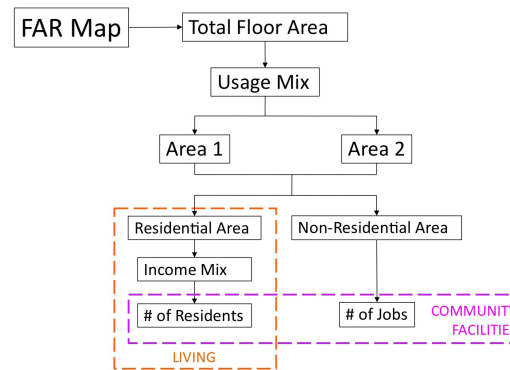 FAR Map
Total Floor Area
Usage Mix
Area 1
Area 2
Residential Area
Non-Residential Area
Income Mix
# of Residents
# of Jobs
COMMUNITY
FACILITIE
LIVING